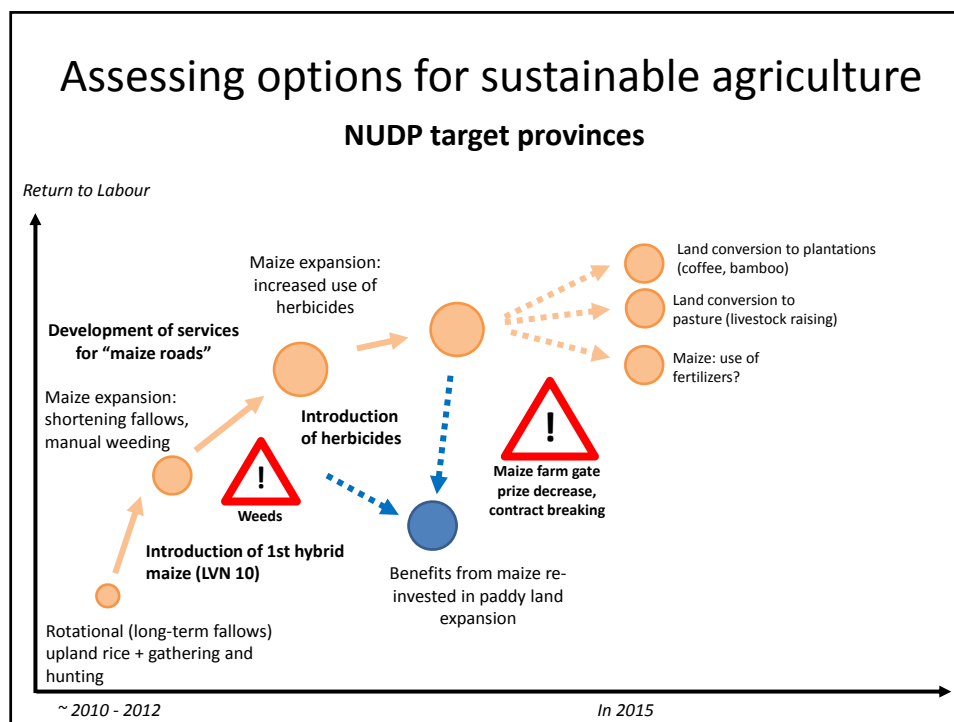 Assessing options for sustainable agriculture
NUDP target provinces
Return to Labour
Maize expansion:
increased use of
herbicides
Land conversion to plantations
(coffee, bamboo)
Land conversion to
pasture (livestock raising)
Maize: use of
fertilizers?
Development of services
for “maize roads”
Maize expansion:
shortening fallows,
manual weeding
Introduction
of herbicides
!
Weeds
!
Maize farm gate
prize decrease,
contract breaking
Introduction of 1st hybrid
maize (LVN 10)
Benefits from maize re-
invested in paddy land
expansion
Rotational (long-term fallows)
upland rice + gathering and
hunting
~ 2010 - 2012
In 2015